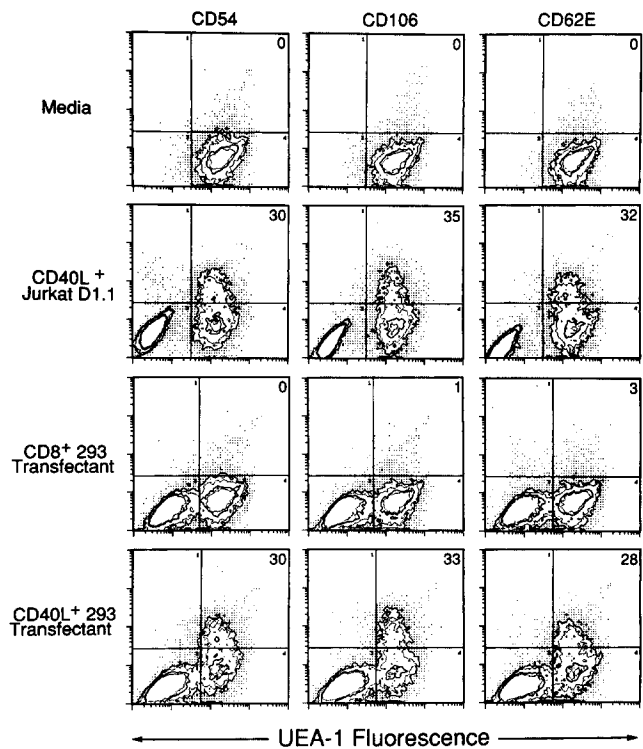 CD54 CD106 CD62E
Media 0 0 0
CD40L+ Jurkat D1.1 30 35 32
CD8+ 293 Transfectant 0 1 3
CD40L+ 293 Transfectant 30 33 28
UEA-1 Fluorescence